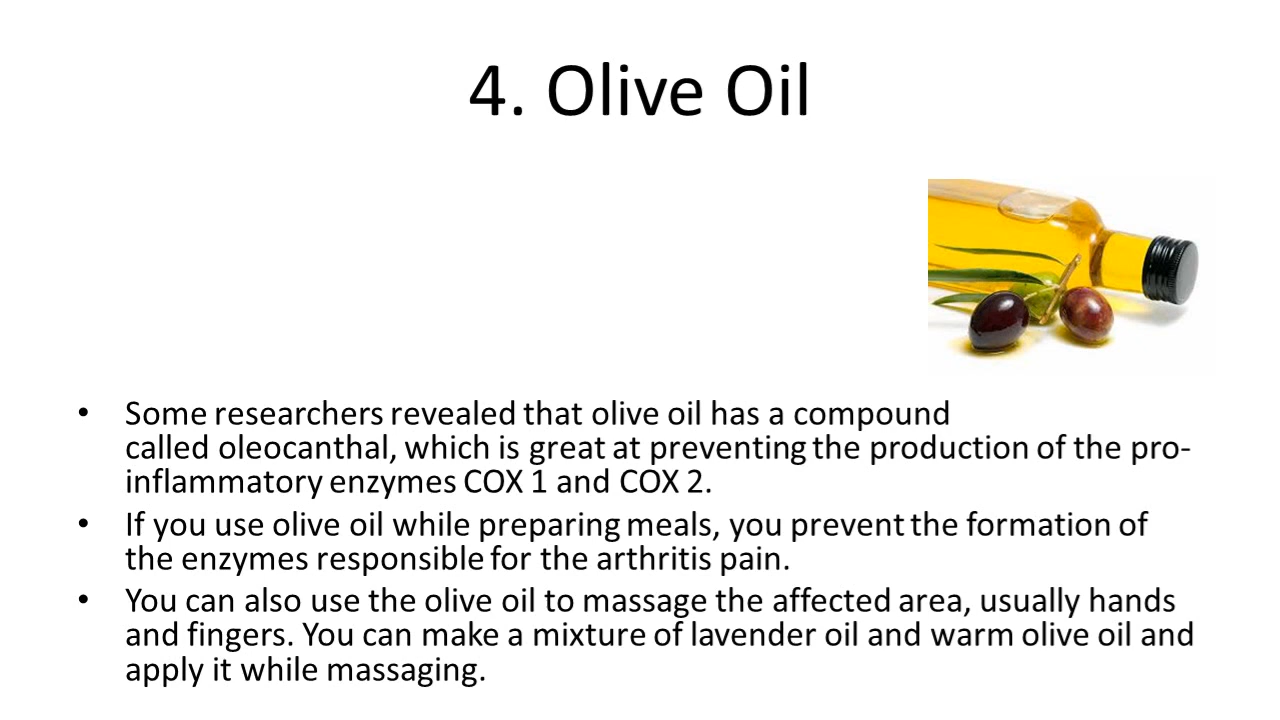 4. Olive Oil
• Some researchers revealed that olive oil has a compound
called oleocanthal, which is great at preventing the production of the pro-
inflammatory enzymes COX 1 and COX 2.
• If you use olive oil while preparing meals, you prevent the formation of
the enzymes responsible for the arthritis pain.
• You can also use the olive oil to massage the affected area, usually hands
and fingers. You can make a mixture of lavender oil and warm olive oil and
apply it while massaging.